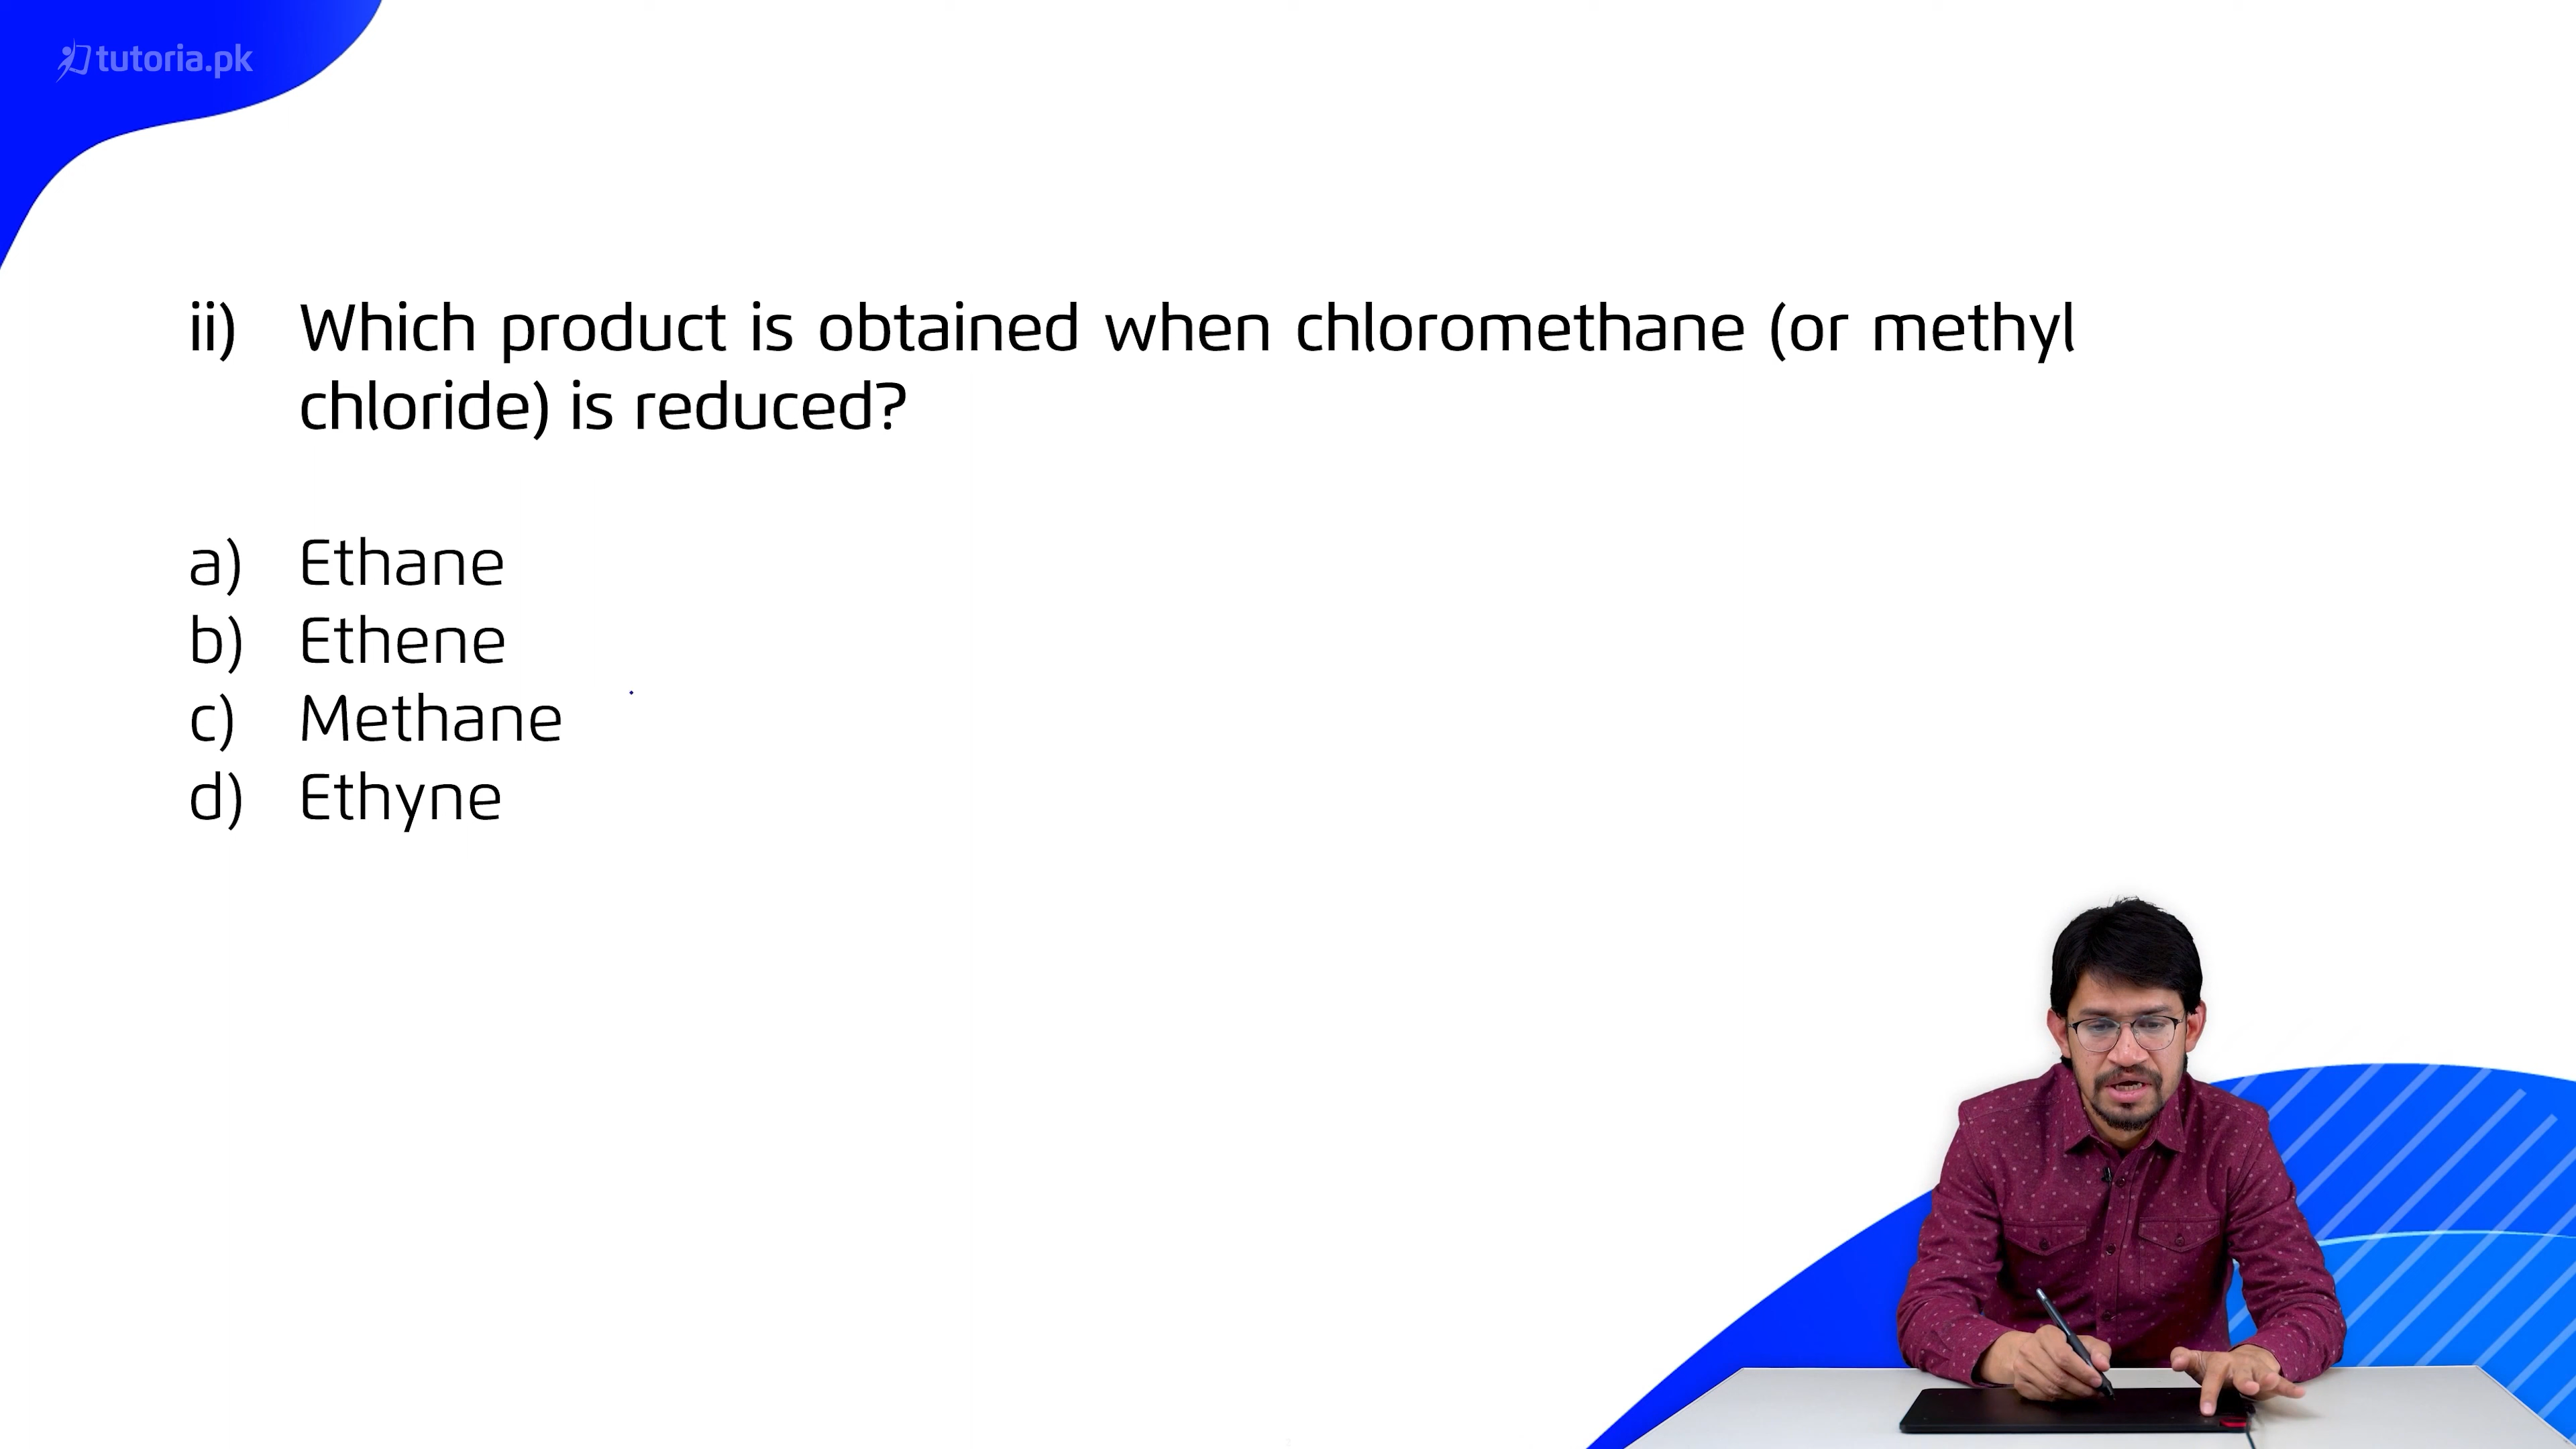 tutoria.pk
ii) Which product is obtained when chloromethane (or methyl
chloride) is reduced?
a) Ethane
b) Ethene
c) Methane
d) Ethyne